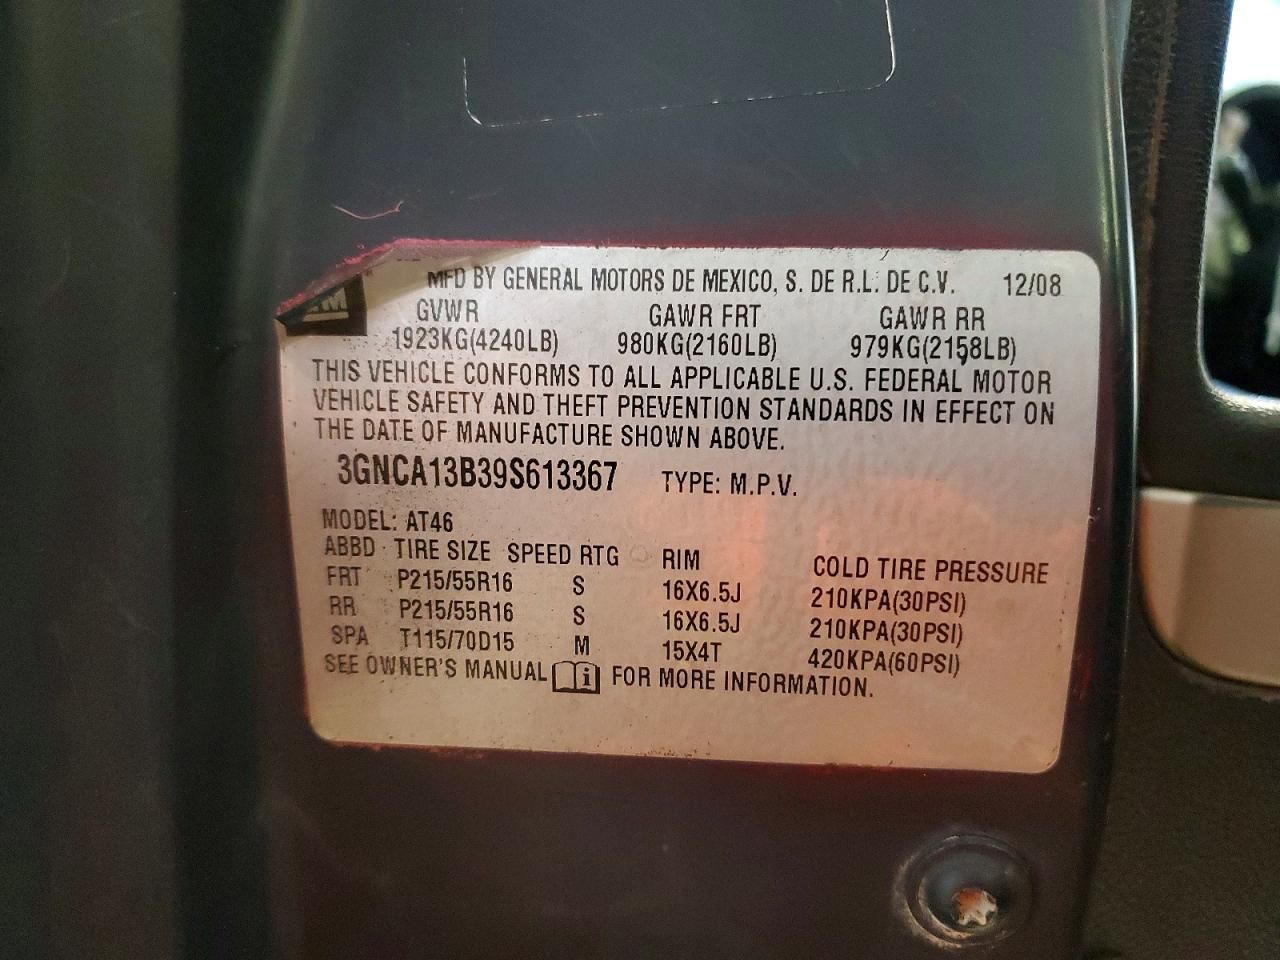 GM
MFD BY GENERAL MOTORS DE MEXICO, S. DE R.L. DE C.V. 12/08
GVWR GAWR FRT GAWR RR
1923KG(4240LB) 980KG(2160LB) 979KG(2158LB)
THIS VEHICLE CONFORMS TO ALL APPLICABLE U.S. FEDERAL MOTOR
VEHICLE SAFETY AND THEFT PREVENTION STANDARDS IN EFFECT ON
THE DATE OF MANUFACTURE SHOWN ABOVE.
3GNCA13B39S613367 TYPE: M.P.V.
MODEL: AT46
ABBD TIRE SIZE SPEED RTG RIM COLD TIRE PRESSURE
FRT P215/55R16 S 16X6.5J 210KPA(30PSI)
RR P215/55R16 S 16X6.5J 210KPA(30PSI)
SPA T115/70D15 M 15X4T 420KPA(60PSI)
SEE OWNER'S MANUAL i FOR MORE INFORMATION.